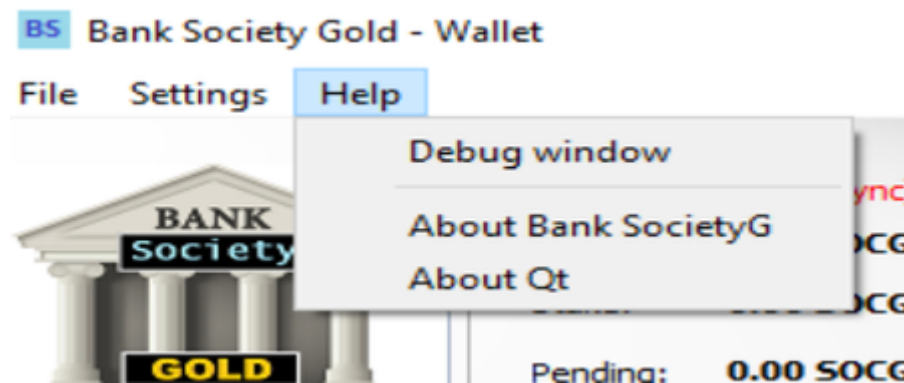 BS Bank Society Gold - Wallet
File Settings Help
Debug window
About Bank SocietyG
About Qt
BANK
Society
GOLD
Pending: 0.00 SOCG